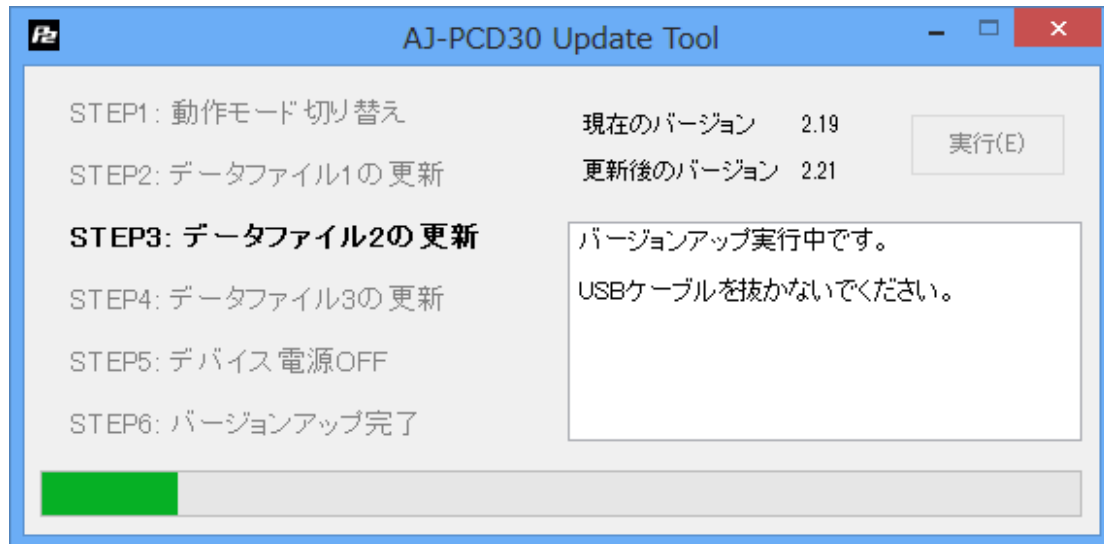 P2
AJ-PCD30 Update Tool
STEP1: 動作モード切り替え
STEP2: データファイル1の更新
STEP3: データファイル2の更新
STEP4: データファイル3の更新
STEP5: デバイス電源OFF
STEP6: バージョンアップ完了
現在のバージョン 2.19
更新後のバージョン 2.21
実行(E)
バージョンアップ実行中です。
USBケーブルを抜かないでください。